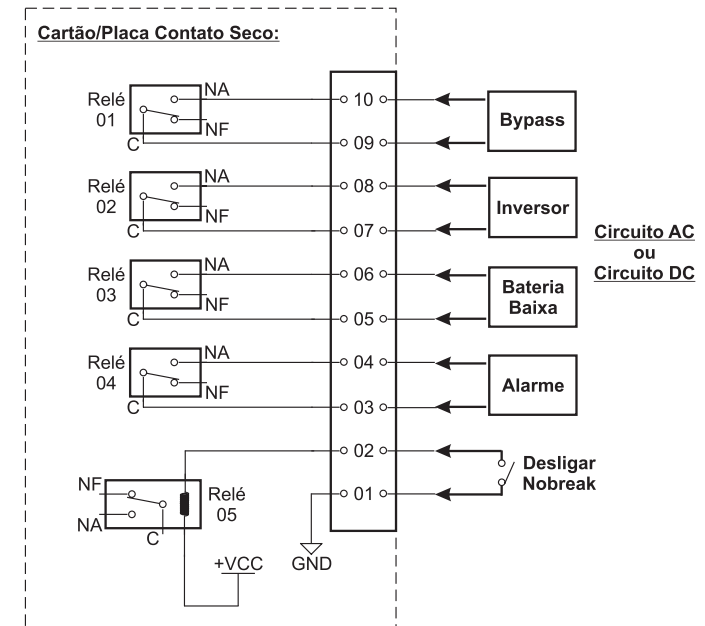 Cartão/Placa Contato Seco:
Relé
01
NA
NF
C
10
09
Bypass
Relé
02
NA
NF
C
08
07
Inversor
Circuito AC
ou
Circuito DC
Relé
03
NA
NF
C
06
05
Bateria
Baixa
Relé
04
NA
NF
C
04
03
Alarme
02
01
Desligar
Nobreak
NF
NA
C
Relé
05
+VCC
GND